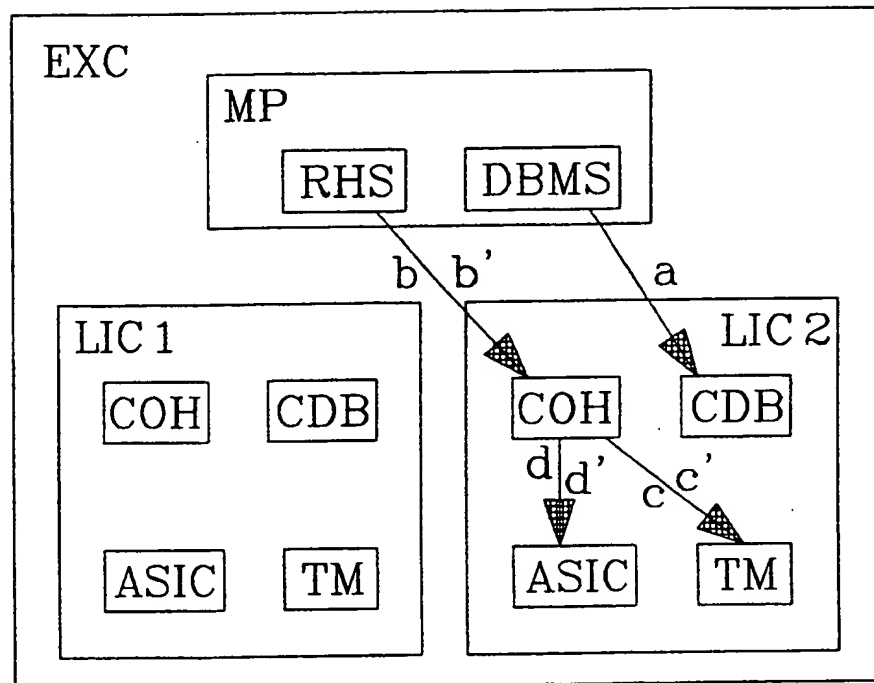 EXC
MP
RHS DBMS
b b' a
LIC 1 LIC 2
COH CDB COH CDB
d d' c c'
ASIC TM ASIC TM